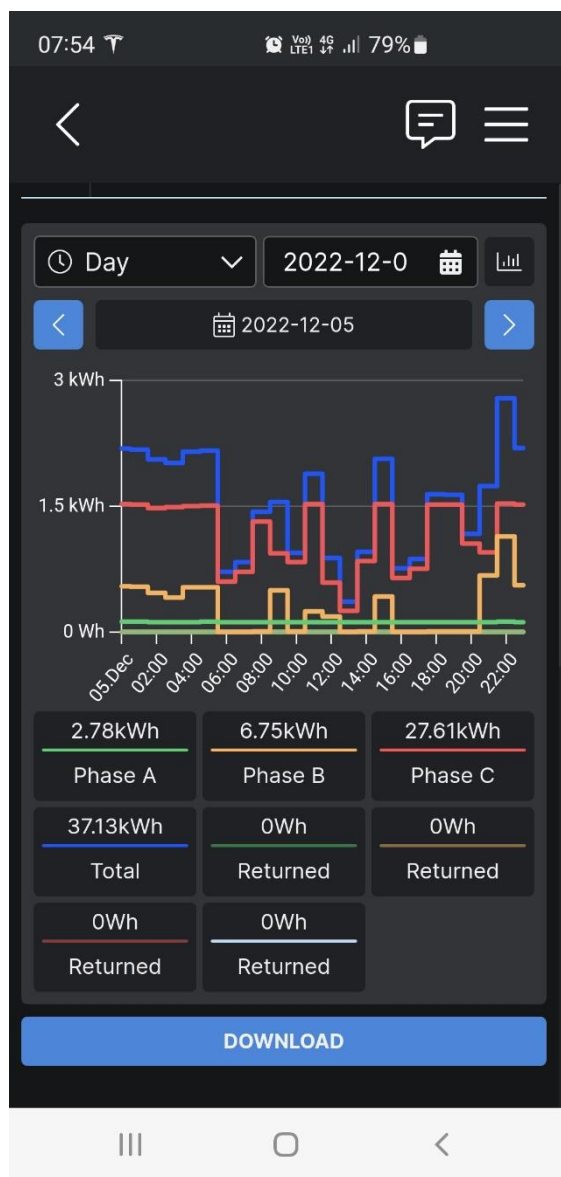 07:54 Vo)) LTE1 4G 79%
Day 2022-12-0
2022-12-05
3 kWh
1.5 kWh
0 Wh
05.Dec 02:00 04:00 06:00 08:00 10:00 12:00 14:00 16:00 18:00 20:00 22:00
2.78kWh 6.75kWh 27.61kWh
Phase A Phase B Phase C
37.13kWh 0Wh 0Wh
Total Returned Returned
0Wh 0Wh
Returned Returned
DOWNLOAD